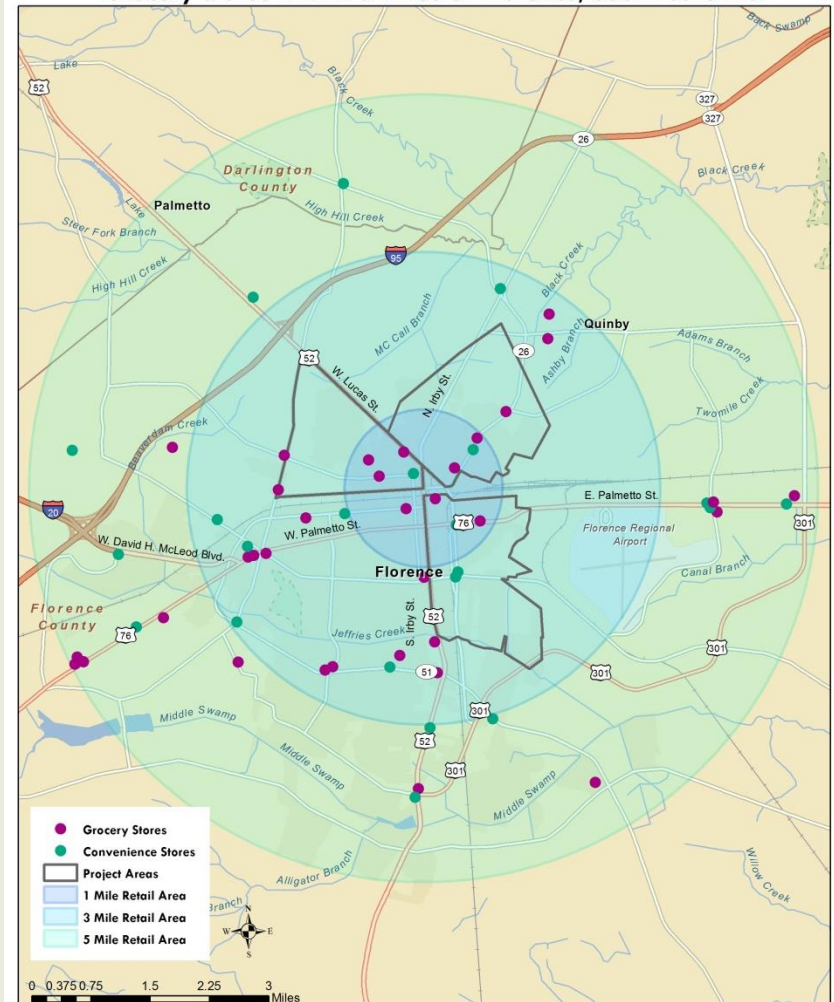 52
Lake
Back Swamp
327
327
Black Creek
26
Darlington
County
Palmetto
Lake
High Hill Creek
Black Creek
Steer Fork Branch
High Hill Creek
95
Black Creek
MC Call Branch
Quinby
52
26
Ashby Branch
Adams Branch
W. Lucas St.
N. Irby St.
Twomile Creek
Beaverdam Creek
20
E. Palmetto St.
W. Palmetto St.
76
301
Florence Regional
Airport
W. David H. McLeod Blvd.
Canal Branch
Florence
Florence
County
76
52
S. Irby St.
Jeffries Creek
301
51
301
Middle Swamp
301
52
Middle Swamp
301
Middle Swamp
Alligator Branch
Willow Creek
Branch
Grocery Stores
Convenience Stores
Project Areas
1 Mile Retail Area
3 Mile Retail Area
5 Mile Retail Area
N
W E
S
0 0.375 0.75 1.5 2.25 3
Miles